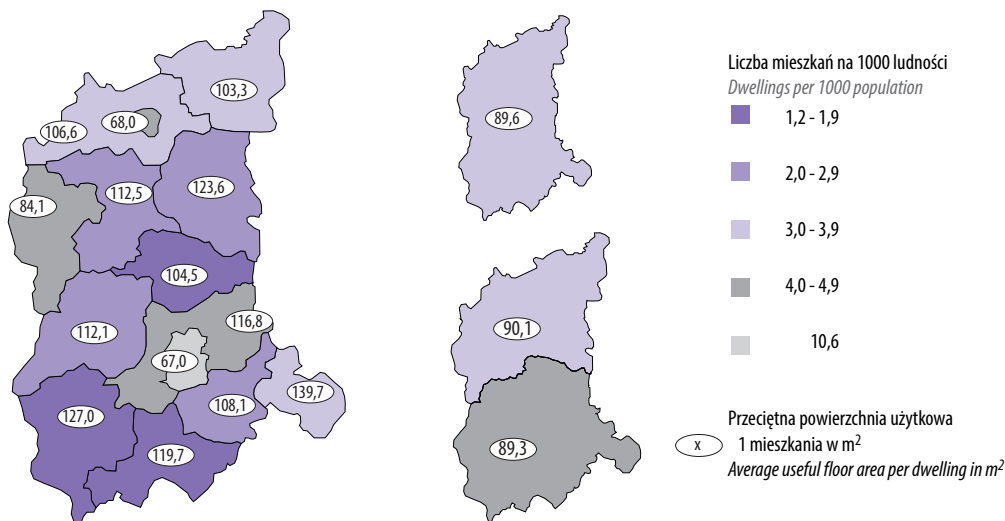 103,3
68,0
106,6
112,5
123,6
84,1
104,5
112,1
116,8
67,0
139,7
108,1
127,0
119,7
89,6
90,1
89,3
Liczba mieszkań na 1000 ludności
Dwellings per 1000 population
1,2 - 1,9
2,0 - 2,9
3,0 - 3,9
4,0 - 4,9
10,6
Przeciętna powierzchnia użytkowa
x 1 mieszkania w m²
Average useful floor area per dwelling in m²